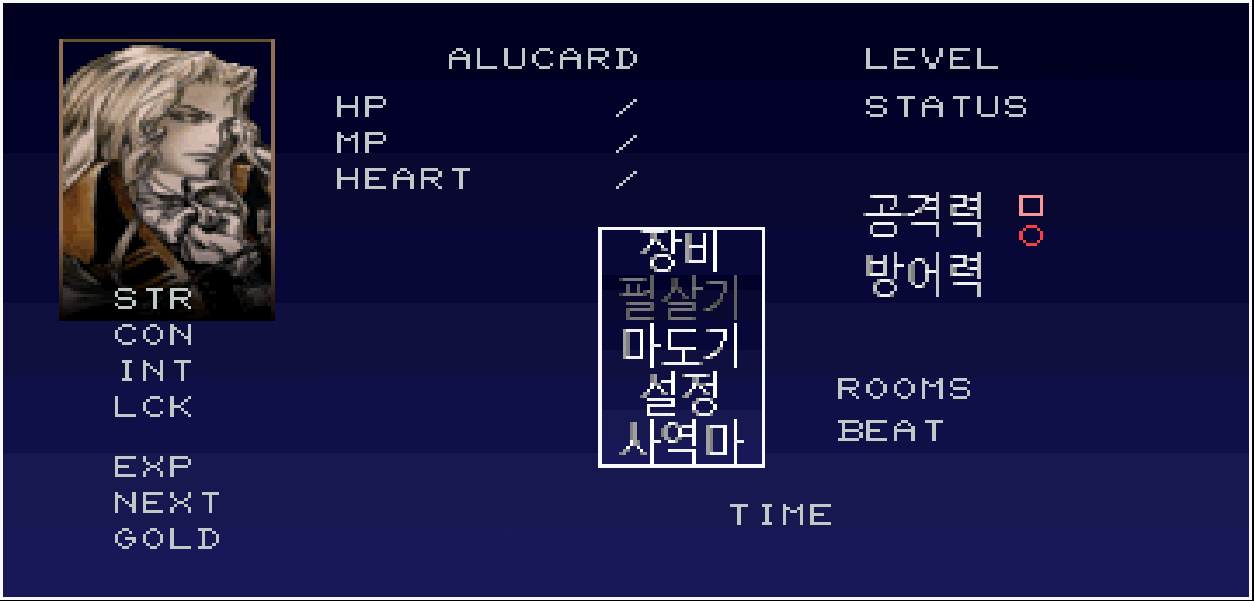 ALUCARD
LEVEL
HP /
STATUS
MP /
HEART /
공격력 □
○
방어력
장비
필살기
마도기
설정
사역마
STR
CON
INT
LCK
ROOMS
BEAT
EXP
NEXT
GOLD
TIME